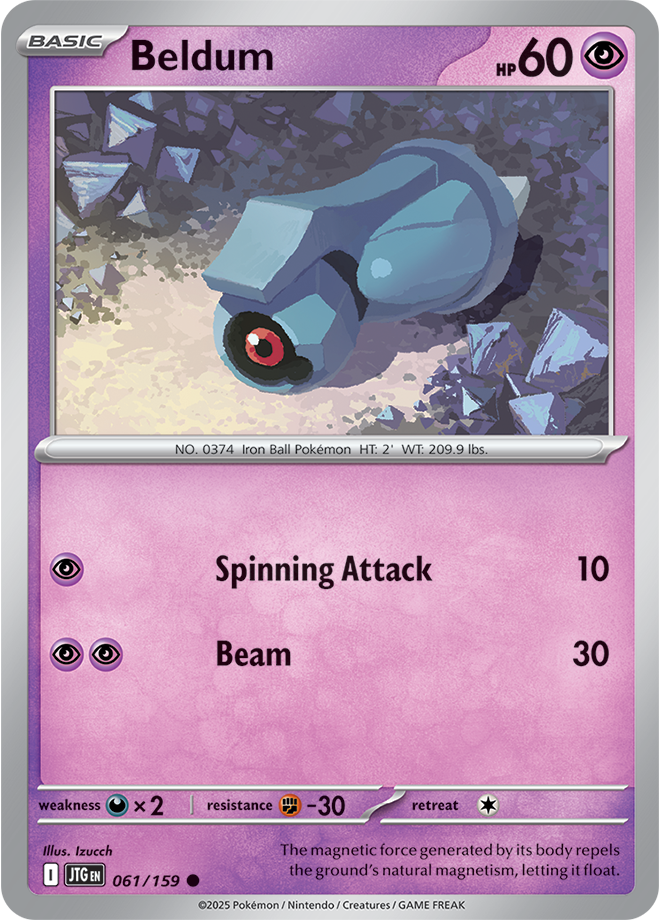 BASIC Beldum HP 60
NO. 0374 Iron Ball Pokémon HT: 2' WT: 209.9 lbs.
Spinning Attack 10
Beam 30
weakness ×2 resistance -30 retreat
Illus. Izucch
The magnetic force generated by its body repels
the ground's natural magnetism, letting it float.
I JTG EN 061/159
©2025 Pokémon / Nintendo / Creatures / GAME FREAK